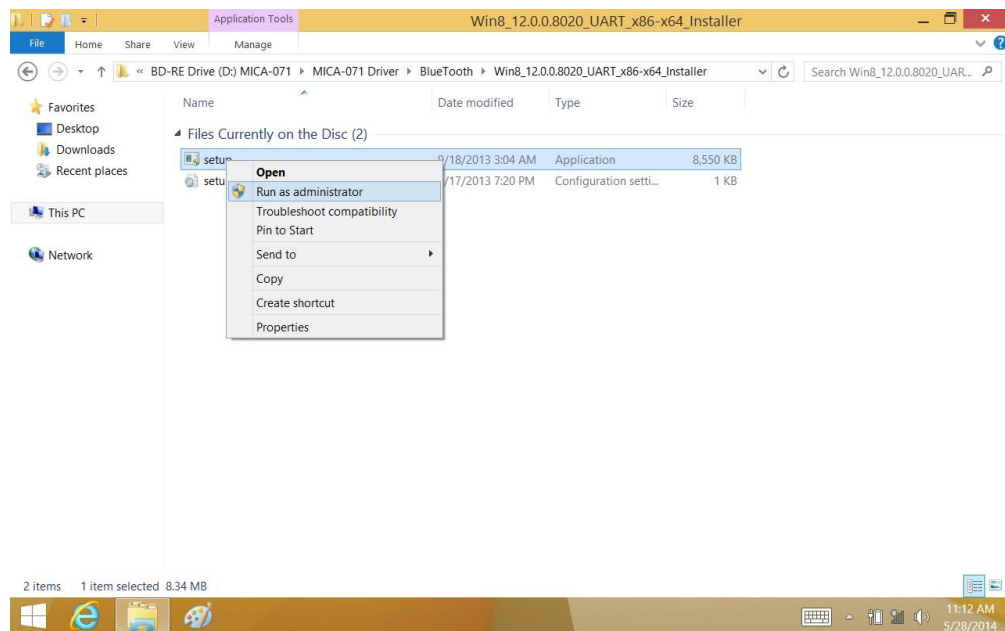 Application Tools
Win8_12.0.0.8020_UART_x86-x64_Installer
File Home Share View Manage
« BD-RE Drive (D:) MICA-071 MICA-071 Driver BlueTooth Win8_12.0.0.8020_UART_x86-x64_Installer
Search Win8_12.0.0.8020_UAR...
Favorites
Desktop
Downloads
Recent places
This PC
Network
Name Date modified Type Size
Files Currently on the Disc (2)
setup 9/18/2013 3:04 AM Application 8,550 KB
setu /17/2013 7:20 PM Configuration setti... 1 KB
Open
Run as administrator
Troubleshoot compatibility
Pin to Start
Send to
Copy
Create shortcut
Properties
2 items 1 item selected 8.34 MB
11:12 AM
5/28/2014